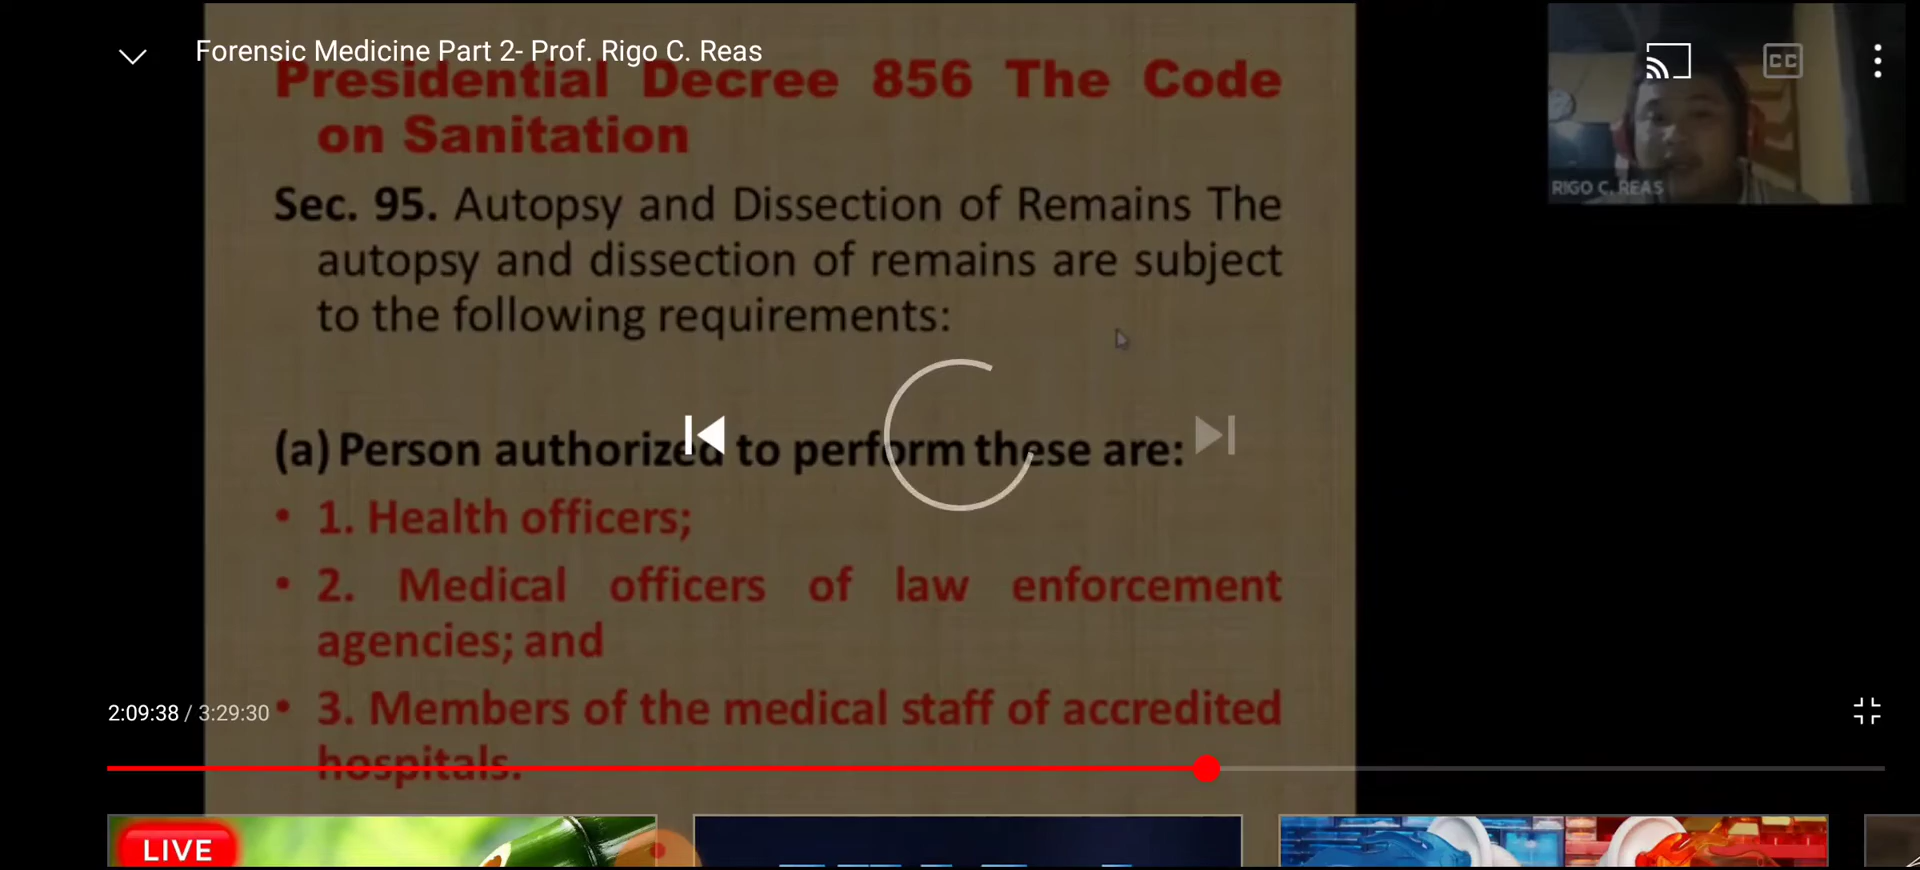 Forensic Medicine Part 2- Prof. Rigo C. Reas
CC
Presidential Decree 856 The Code
on Sanitation
RIGO C. REAS
Sec. 95. Autopsy and Dissection of Remains The
autopsy and dissection of remains are subject
to the following requirements:
(a) Person authorized to perform these are:
• 1. Health officers;
• 2. Medical officers of law enforcement
agencies; and
• 3. Members of the medical staff of accredited
hospitals.
2:09:38 / 3:29:30
LIVE